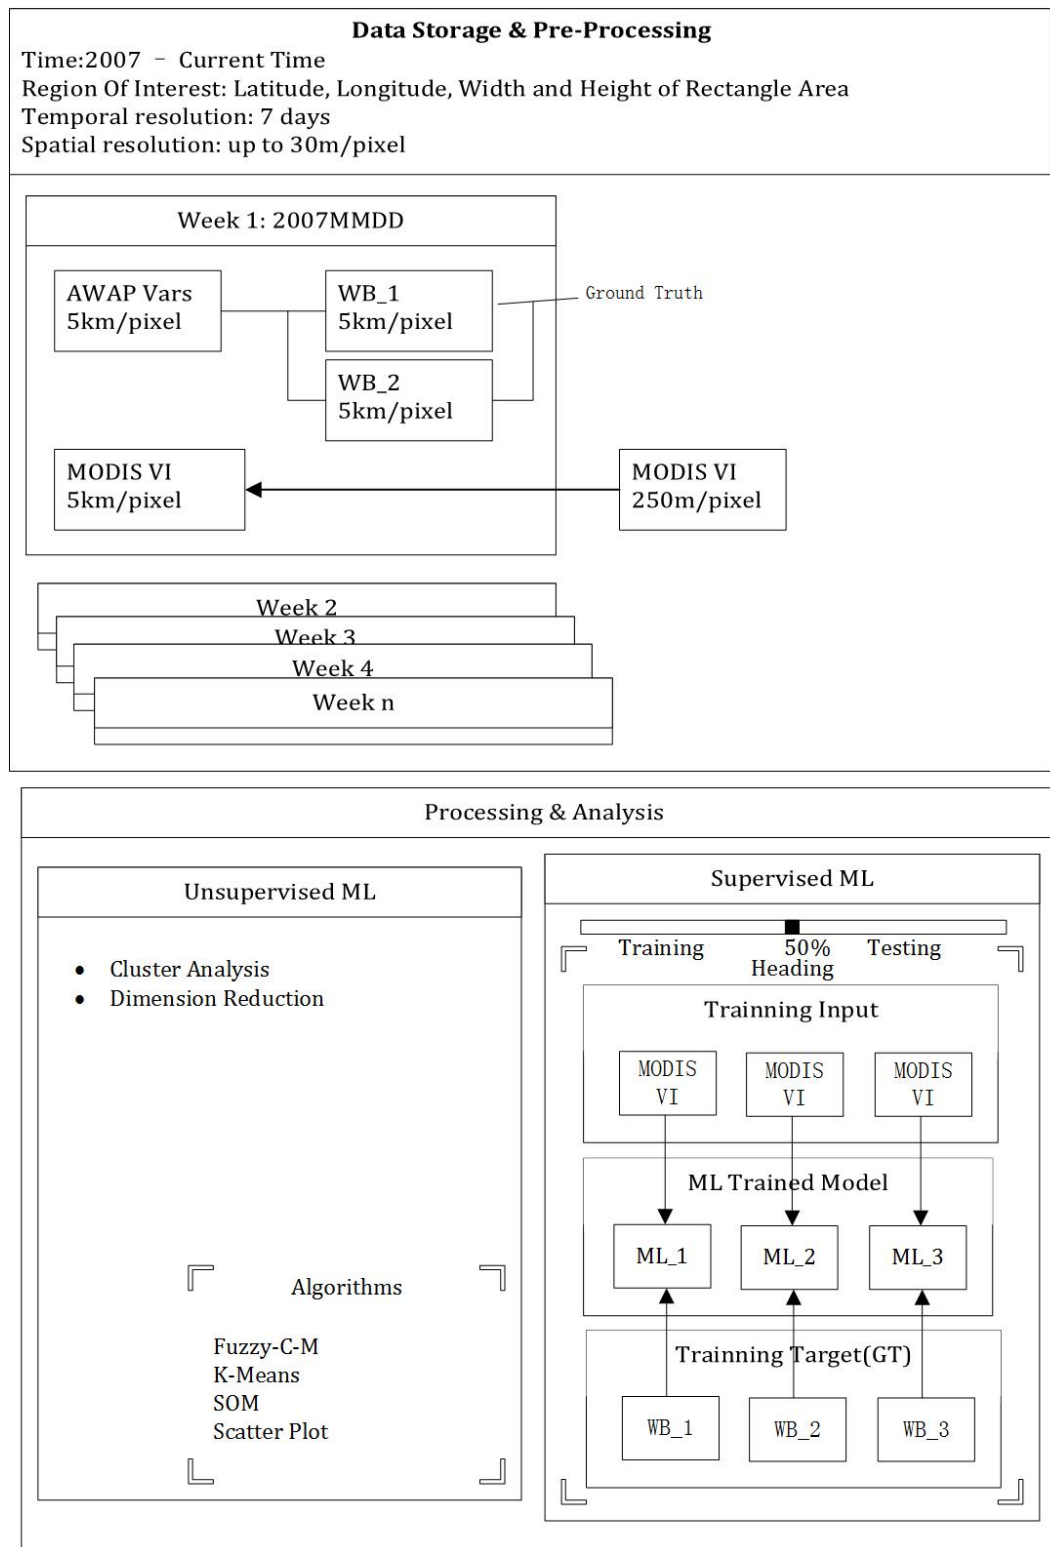 Data Storage & Pre-Processing
Time:2007 – Current Time
Region Of Interest: Latitude, Longitude, Width and Height of Rectangle Area
Temporal resolution: 7 days
Spatial resolution: up to 30m/pixel
Week 1: 2007MMDD
AWAP Vars
5km/pixel
WB_1
5km/pixel
Ground Truth
WB_2
5km/pixel
MODIS VI
5km/pixel
MODIS VI
250m/pixel
Week 2
Week 3
Week 4
Week n
Processing & Analysis
Unsupervised ML
• Cluster Analysis
• Dimension Reduction
Algorithms
Fuzzy-C-M
K-Means
SOM
Scatter Plot
Supervised ML
Training 50% Testing
Heading
Trainning Input
MODIS
VI
MODIS
VI
MODIS
VI
ML Trained Model
ML_1
ML_2
ML_3
Trainning Target(GT)
WB_1
WB_2
WB_3